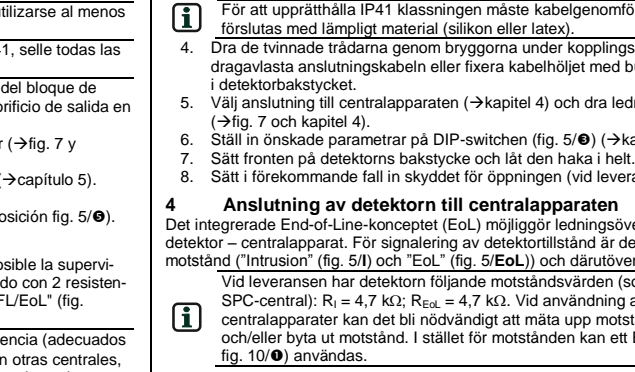 utilizarse al menos
1, selle todas las
del bloque de
orificio de salida en
r (→fig. 7 y
(→capítulo 5).
osición fig. 5/❺).
osible la supervi-
do con 2 resisten-
FL/EoL" (fig.
encia (adecuados
n otras centrales,
För att upprätthålla IP41 klassningen måste kabelgenomfö
förslutas med lämpligt material (silikon eller latex).
4. Dra de tvinnade trådarna genom bryggorna under kopplings
dragavlasta anslutningskabeln eller fixera kabelhöljet med bu
i detektorbakstycket.
5. Välj anslutning till centralapparat (→kapitel 4) och dra led
(→fig. 7 och kapitel 4).
6. Ställ in önskade parametrar på DIP-switchen (fig. 5/❸) (→ka
7. Sätt fronten på detektorns bakstycke och låt den haka i helt.
8. Sätt i förekommande fall in skyddet för öppningen (vid levera
4 Anslutning av detektorn till centralapparaten
Det integrerade End-of-Line-konceptet (EoL) möjliggör ledningsöve
detektor – centralapparat. För signalering av detektortillstånd är de
motstånd ("Intrusion" (fig. 5/I) och "EoL" (fig. 5/EoL)) och därutöver
Vid leveransen har detektorn följande motståndsvärden (so
SPC-central): RI = 4,7 kΩ; REoL = 4,7 kΩ. Vid användning a
centralapparater kan det bli nödvändigt att mäta upp motst
och/eller byta ut motstånd. I stället för motstånden kan ett E
fig. 10/❶) användas.